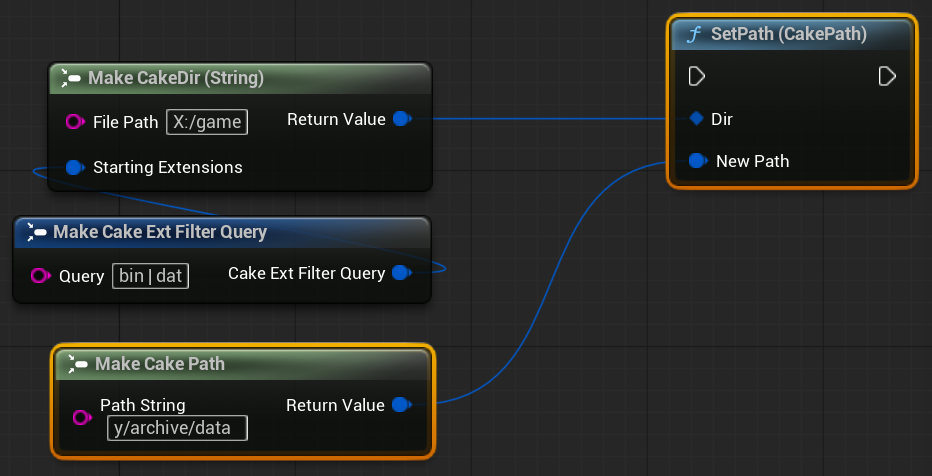 SetPath (CakePath)
Make CakeDir (String)
File Path X:/game Return Value
Dir
Starting Extensions
New Path
Make Cake Ext Filter Query
Query bin|dat Cake Ext Filter Query
Make Cake Path
Path String Return Value
y/archive/data